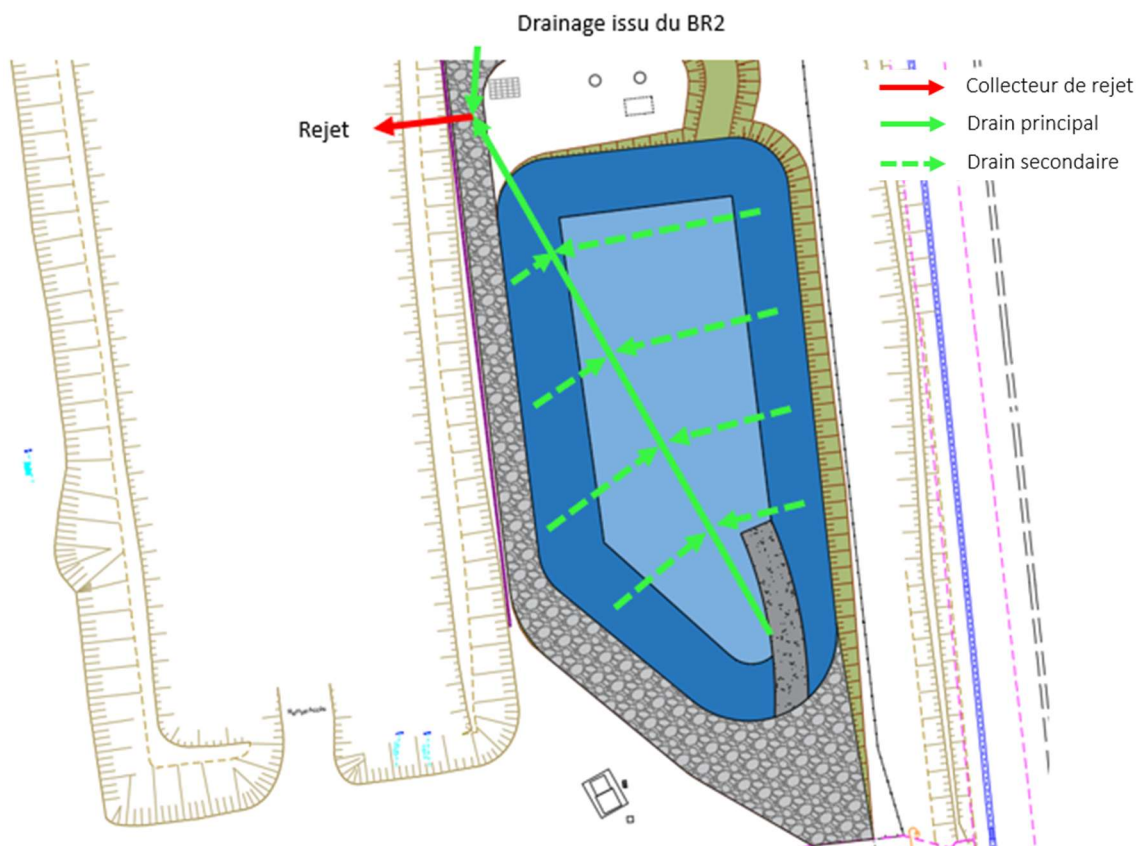 Drainage issu du BR2
Collecteur de rejet
Rejet
Drain principal
Drain secondaire